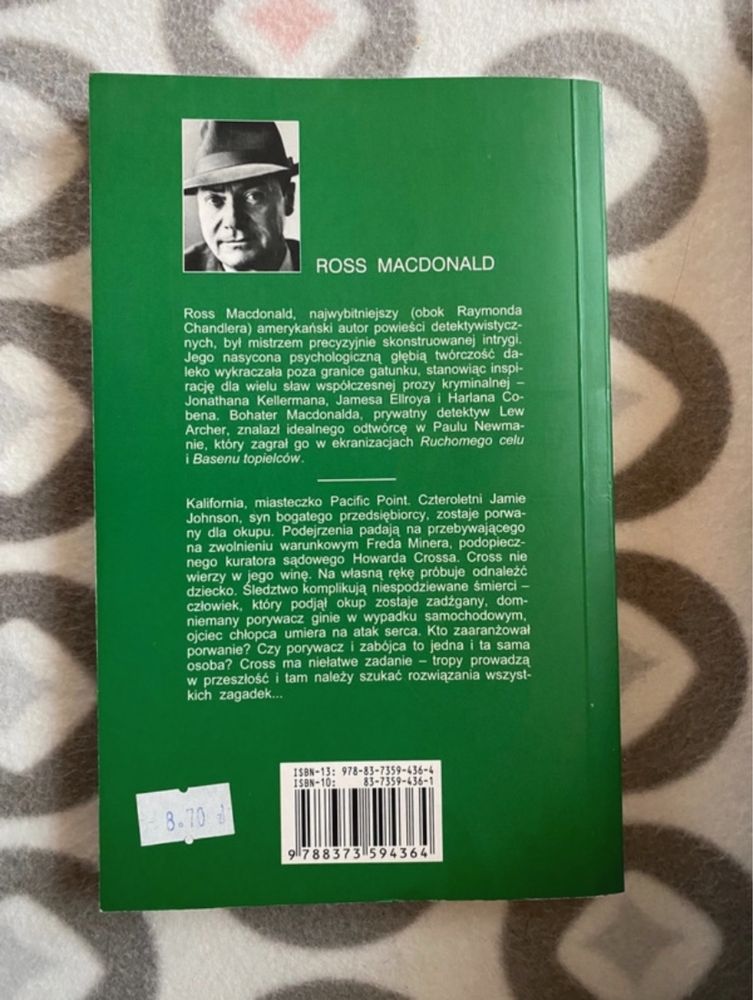 ROSS MACDONALD
Ross Macdonald, najwybitniejszy (obok Raymonda
Chandlera) amerykański autor powieści detektywistycz-
nych, był mistrzem precyzyjnie skonstruowanej intrygi.
Jego nasycona psychologiczną głębią twórczość da-
leko wykraczała poza granice gatunku, stanowiąc inspi-
rację dla wielu sław współczesnej prozy kryminalnej –
Jonathana Kellermana, Jamesa Ellroya i Harlana Co-
bena. Bohater Macdonalda, prywatny detektyw Lew
Archer, znalazł idealnego odtwórcę w Paulu Newma-
nie, który zagrał go w ekranizacjach Ruchomego celu
i Basenu topielców.
Kalifornia, miasteczko Pacific Point. Czteroletni Jamie
Johnson, syn bogatego przedsiębiorcy, zostaje porwa-
ny dla okupu. Podejrzenia padają na przebywającego
na zwolnieniu warunkowym Freda Minera, podopiecz-
nego kuratora sądowego Howarda Crossa. Cross nie
wierzy w jego winę. Na własną rękę próbuje odnaleźć
dziecko. Śledztwo komplikują niespodziewane śmierci –
człowiek, który podjął okup zostaje zadźgany, dom-
niemany porywacz ginie w wypadku samochodowym,
ojciec chłopca umiera na atak serca. Kto zaaranżował
porwanie? Czy porywacz i zabójca to jedna i ta sama
osoba? Cross ma niełatwe zadanie – tropy prowadzą
w przeszłość i tam należy szukać rozwiązania wszyst-
kich zagadek...
ISBN-13: 978-83-7359-436-4
ISBN-10: 83-7359-436-1
9 788373 594364
8.70 zł